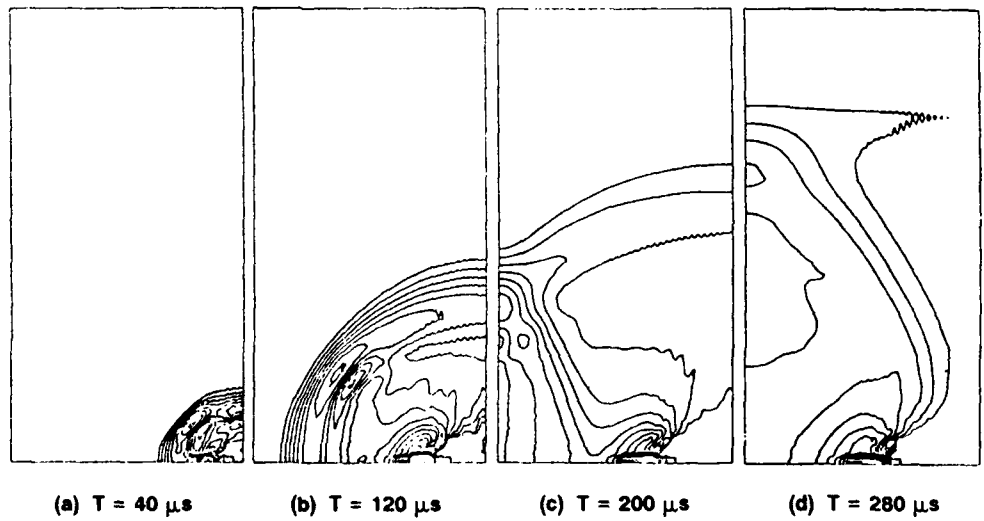 (a) T = 40 μs (b) T = 120 μs (c) T = 200 μs (d) T = 280 μs